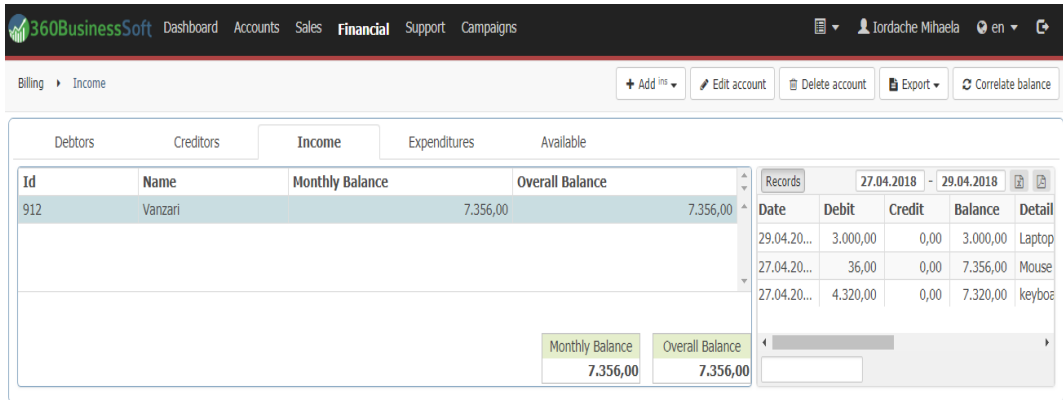 360BusinessSoft Dashboard Accounts Sales Financial Support Campaigns Iordache Mihaela en
Billing Income + Add ins Edit account Delete account Export Correlate balance
Debtors Creditors Income Expenditures Available
Id Name Monthly Balance Overall Balance
912 Vanzari 7.356,00 7.356,00
Monthly Balance Overall Balance
7.356,00 7.356,00
Records 27.04.2018 - 29.04.2018
Date Debit Credit Balance Detail
29.04.20... 3.000,00 0,00 3.000,00 Laptop
27.04.20... 36,00 0,00 7.356,00 Mouse
27.04.20... 4.320,00 0,00 7.320,00 keyboa